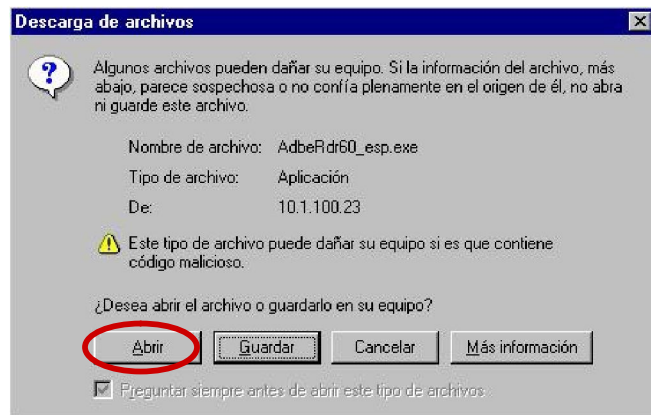 Descarga de archivos
Algunos archivos pueden dañar su equipo. Si la información del archivo, más
abajo, parece sospechosa o no confía plenamente en el origen de él, no abra
ni guarde este archivo.
Nombre de archivo: AdbeRdr60_esp.exe
Tipo de archivo: Aplicación
De: 10.1.100.23
Este tipo de archivo puede dañar su equipo si es que contiene
código malicioso.
¿Desea abrir el archivo o guardarlo en su equipo?
Abrir Guardar Cancelar Más información
Preguntar siempre antes de abrir este tipo de archivos